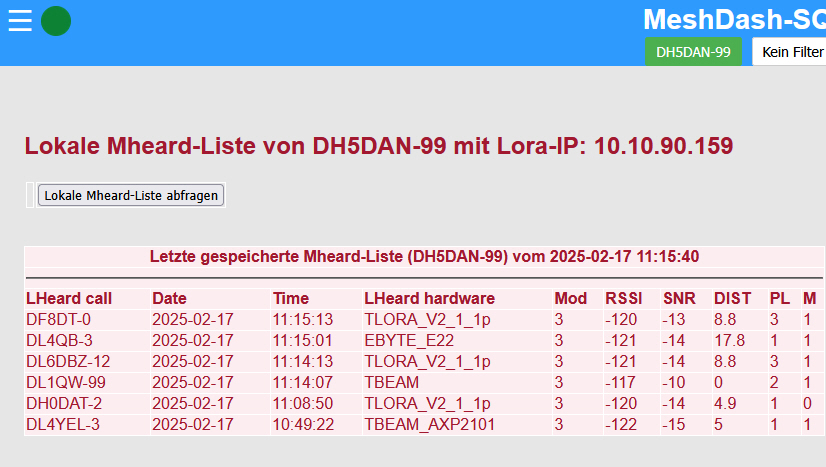 MeshDash-SQ
DH5DAN-99 Kein Filter
Lokale Mheard-Liste von DH5DAN-99 mit Lora-IP: 10.10.90.159
Lokale Mheard-Liste abfragen
Letzte gespeicherte Mheard-Liste (DH5DAN-99) vom 2025-02-17 11:15:40
LHeard call Date Time LHeard hardware Mod RSSI SNR DIST PL M
DF8DT-0 2025-02-17 11:15:13 TLORA_V2_1_1p 3 -120 -13 8.8 3 1
DL4QB-3 2025-02-17 11:15:01 EBYTE_E22 3 -121 -14 17.8 1 1
DL6DBZ-12 2025-02-17 11:14:13 TLORA_V2_1_1p 3 -121 -14 8.8 3 1
DL1QW-99 2025-02-17 11:14:07 TBEAM 3 -117 -10 0 2 1
DH0DAT-2 2025-02-17 11:08:50 TLORA_V2_1_1p 3 -120 -14 4.9 1 0
DL4YEL-3 2025-02-17 10:49:22 TBEAM_AXP2101 3 -122 -15 5 1 1